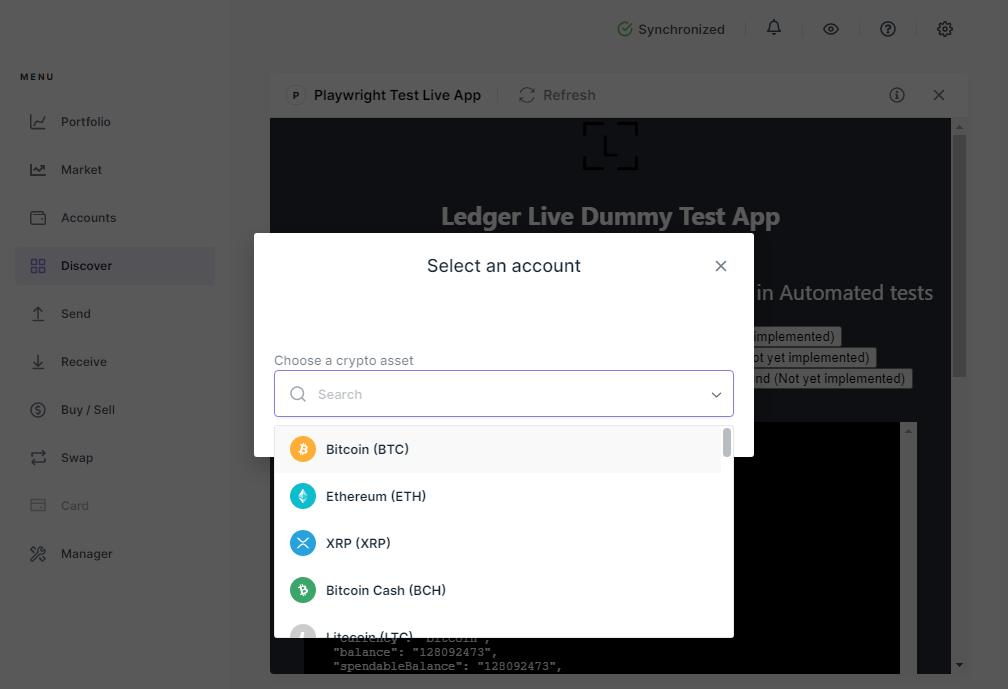 Synchronized
MENU
Portfolio
Market
Accounts
Discover
Send
Receive
Buy / Sell
Swap
Card
Manager
P Playwright Test Live App Refresh
L
Ledger Live Dummy Test App
in Automated tests
implemented)
ot yet implemented)
nd (Not yet implemented)
Select an account
Choose a crypto asset
Search
Bitcoin (BTC)
Ethereum (ETH)
XRP (XRP)
Bitcoin Cash (BCH)
Litecoin (LTC)
"currency": "bitcoin",
"balance": "128092473",
"spendableBalance": "128092473",